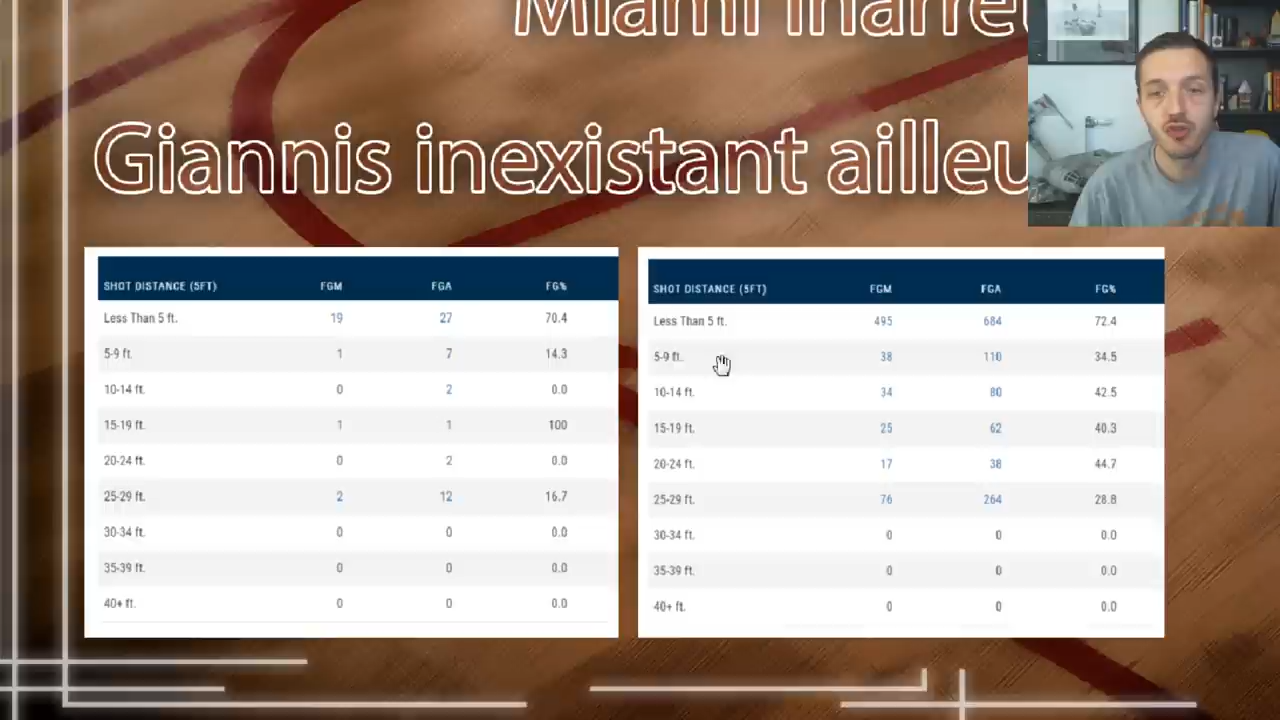 Miami inarrê
Giannis inexistant ailleu
SHOT DISTANCE (5FT) FGM FGA FG%
Less Than 5 ft. 19 27 70.4
5-9 ft. 1 7 14.3
10-14 ft. 0 2 0.0
15-19 ft. 1 1 100
20-24 ft. 0 2 0.0
25-29 ft. 2 12 16.7
30-34 ft. 0 0 0.0
35-39 ft. 0 0 0.0
40+ ft. 0 0 0.0
SHOT DISTANCE (5FT) FGM FGA FG%
Less Than 5 ft. 495 684 72.4
5-9 ft. 38 110 34.5
10-14 ft. 34 80 42.5
15-19 ft. 25 62 40.3
20-24 ft. 17 38 44.7
25-29 ft. 76 264 28.8
30-34 ft. 0 0 0.0
35-39 ft. 0 0 0.0
40+ ft. 0 0 0.0